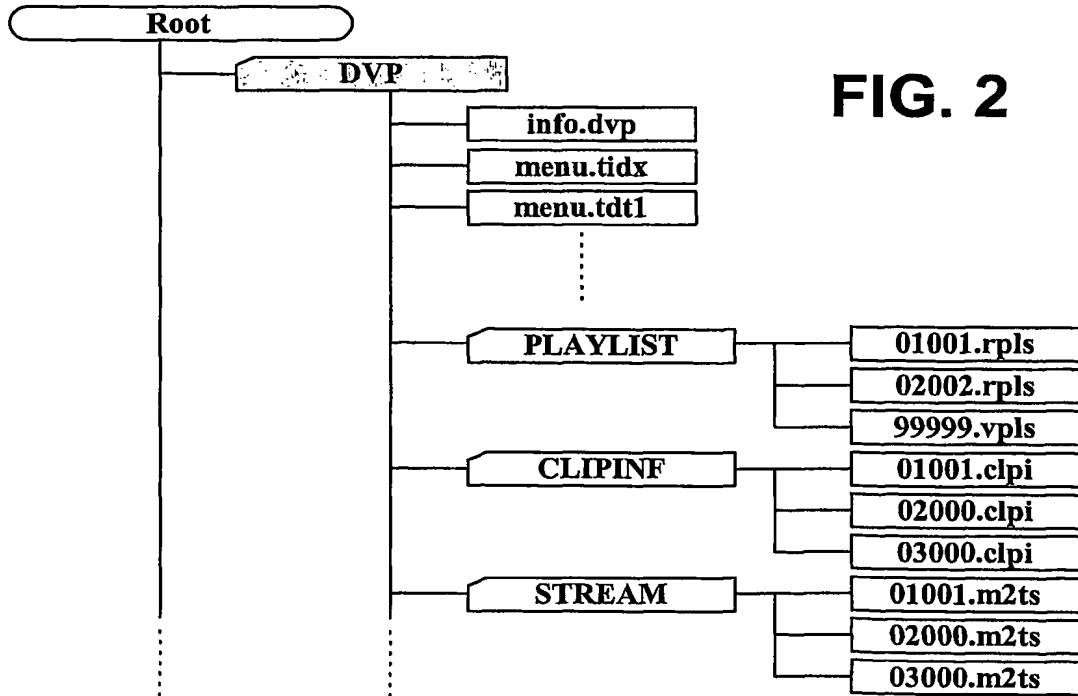 Root
DVP
FIG. 2
info.dvp
menu.tidx
menu.tdt1
PLAYLIST
01001.rpls
02002.rpls
99999.vpls
CLIPINF
01001.clpi
02000.clpi
03000.clpi
STREAM
01001.m2ts
02000.m2ts
03000.m2ts